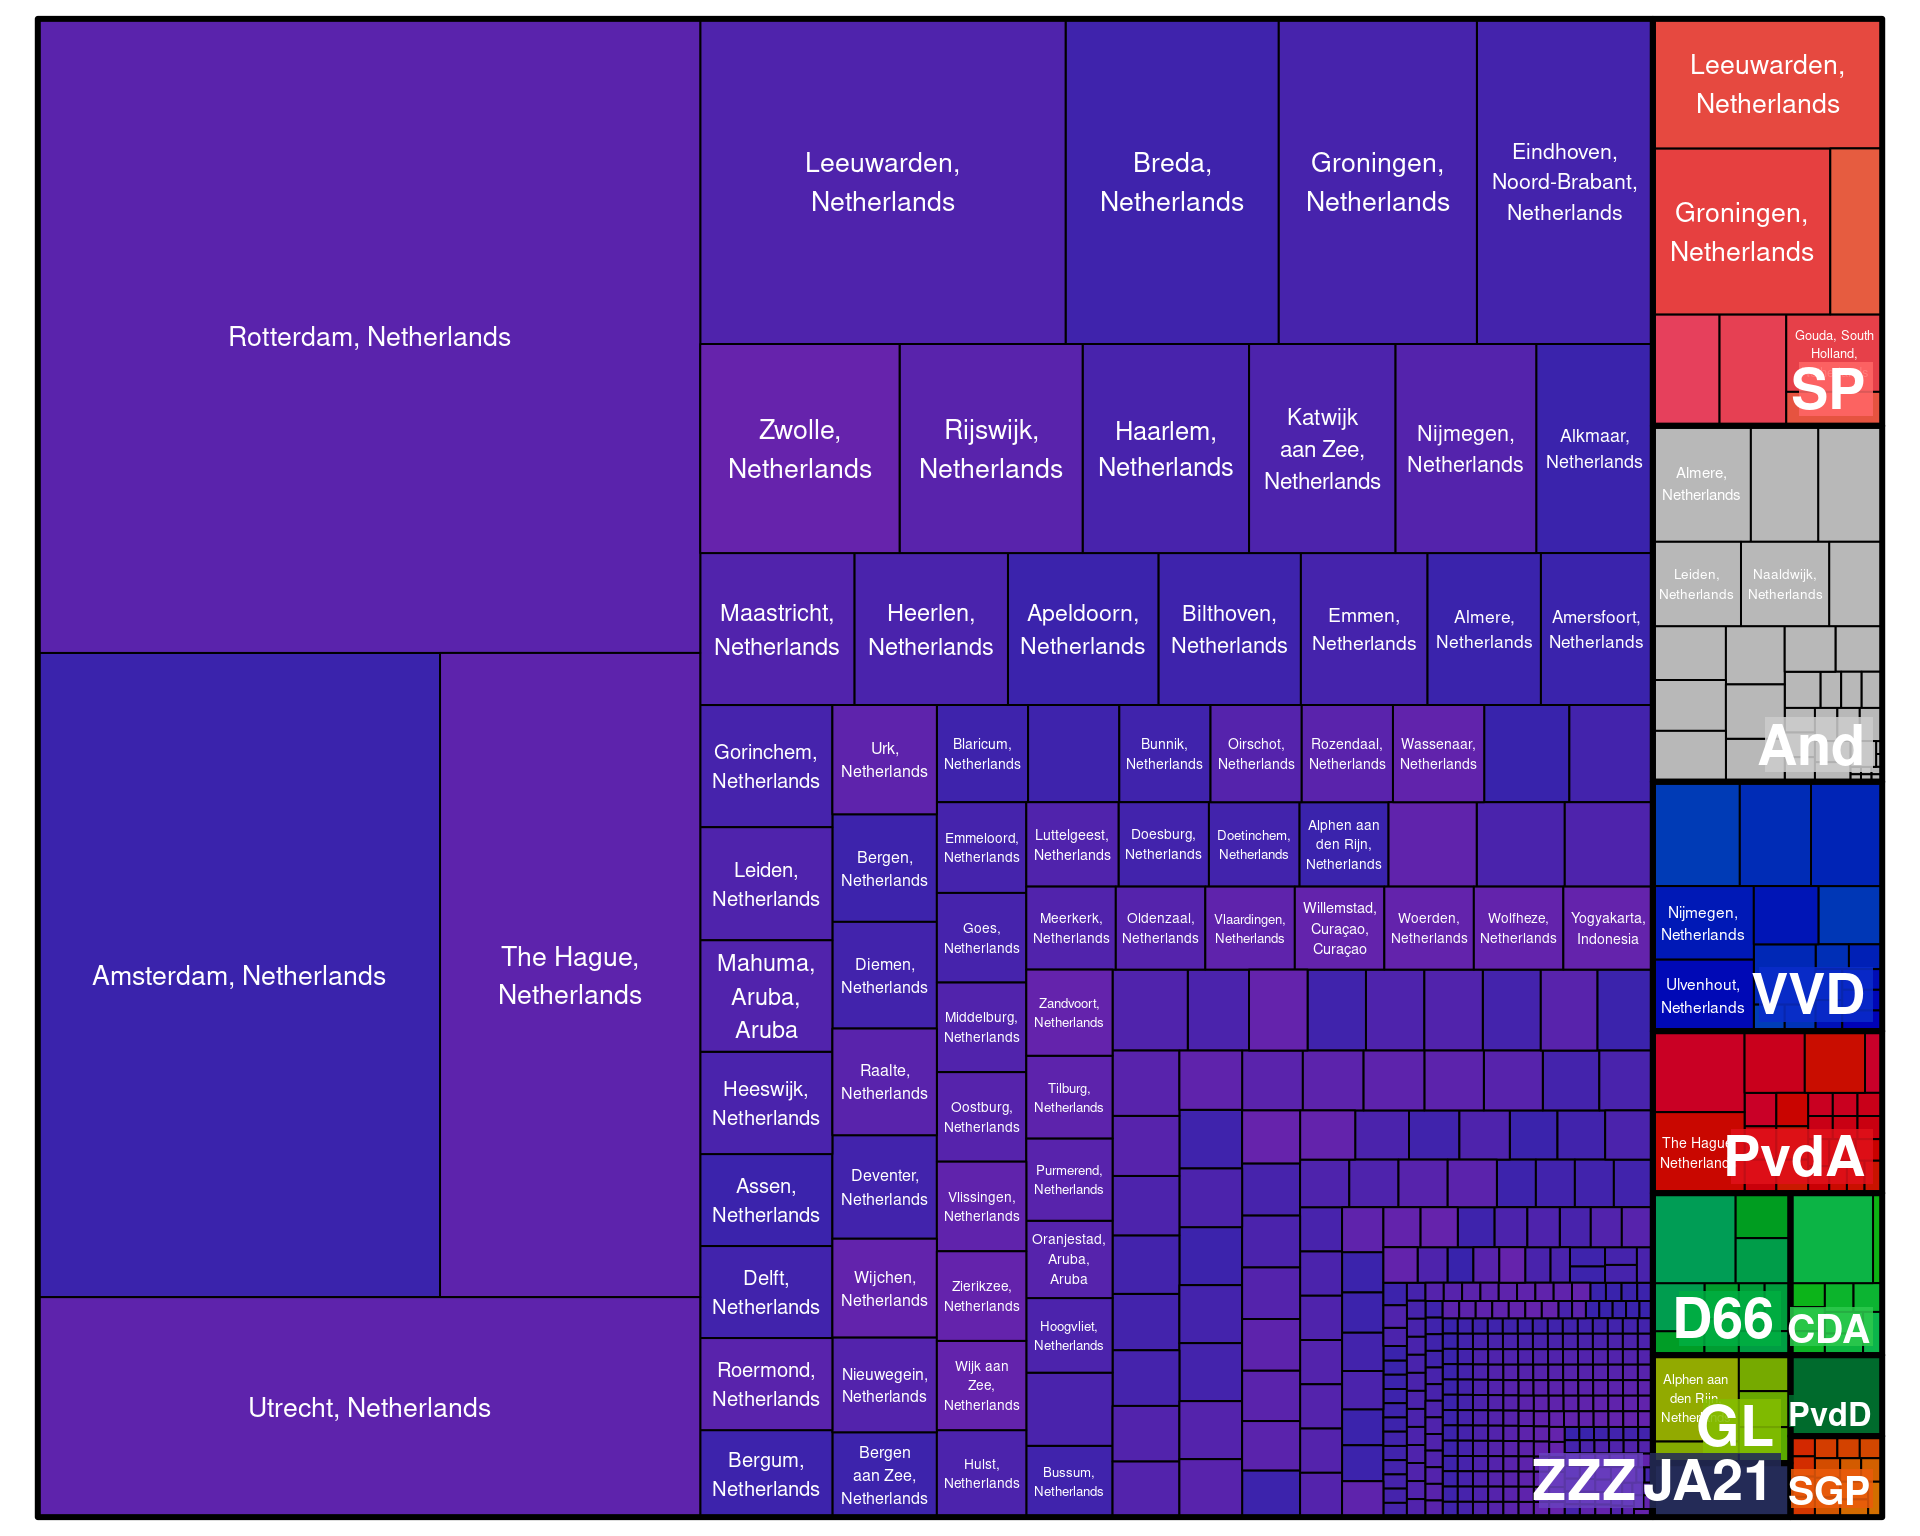 Rotterdam, Netherlands
Amsterdam, Netherlands
The Hague,
Netherlands
Utrecht, Netherlands
Leeuwarden,
Netherlands
Breda,
Netherlands
Groningen,
Netherlands
Eindhoven,
Noord-Brabant,
Netherlands
Zwolle,
Netherlands
Rijswijk,
Netherlands
Haarlem,
Netherlands
Katwijk
aan Zee,
Netherlands
Nijmegen,
Netherlands
Alkmaar,
Netherlands
Maastricht,
Netherlands
Heerlen,
Netherlands
Apeldoorn,
Netherlands
Bilthoven,
Netherlands
Emmen,
Netherlands
Almere,
Netherlands
Amersfoort,
Netherlands
Gorinchem,
Netherlands
Leiden,
Netherlands
Mahuma,
Aruba,
Aruba
Heeswijk,
Netherlands
Assen,
Netherlands
Delft,
Netherlands
Roermond,
Netherlands
Bergum,
Netherlands
Urk,
Netherlands
Bergen,
Netherlands
Diemen,
Netherlands
Raalte,
Netherlands
Deventer,
Netherlands
Wijchen,
Netherlands
Nieuwegein,
Netherlands
Bergen
aan Zee,
Netherlands
Blaricum,
Netherlands
Emmeloord,
Netherlands
Goes,
Netherlands
Middelburg,
Netherlands
Oostburg,
Netherlands
Vlissingen,
Netherlands
Zierikzee,
Netherlands
Wijk aan
Zee,
Netherlands
Hulst,
Netherlands
Bunnik,
Netherlands
Oirschot,
Netherlands
Rozendaal,
Netherlands
Wassenaar,
Netherlands
Luttelgeest,
Netherlands
Doesburg,
Netherlands
Doetinchem,
Netherlands
Alphen aan
den Rijn,
Netherlands
Meerkerk,
Netherlands
Oldenzaal,
Netherlands
Vlaardingen,
Netherlands
Willemstad,
Curaçao,
Curaçao
Woerden,
Netherlands
Wolfheze,
Netherlands
Yogyakarta,
Indonesia
Zandvoort,
Netherlands
Tilburg,
Netherlands
Purmerend,
Netherlands
Oranjestad,
Aruba,
Aruba
Hoogvliet,
Netherlands
Bussum,
Netherlands
ZZZ
Leeuwarden,
Netherlands
Groningen,
Netherlands
Gouda, South
Holland,
SP
Almere,
Netherlands
Leiden,
Netherlands
Naaldwijk,
Netherlands
And
Nijmegen,
Netherlands
Ulvenhout,
Netherlands
VVD
The Hague
Netherlands
PvdA
D66
CDA
Alphen aan
den Rijn
GL
PvdD
JA21
SGP